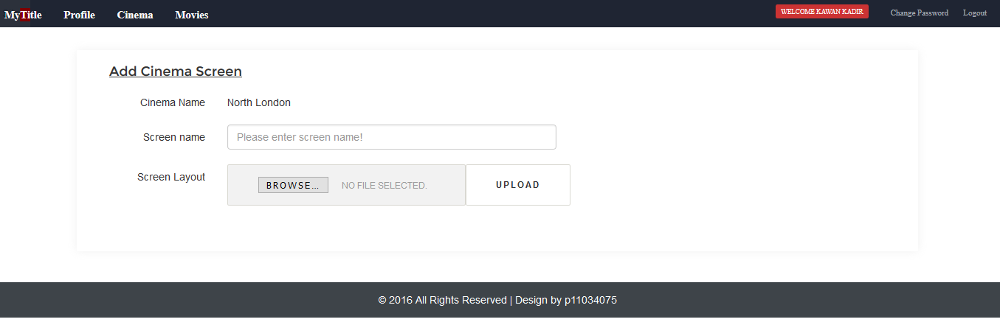 MyTitle Profile Cinema Movies WELCOME KAWAN KADIR Change Password Logout
Add Cinema Screen
Cinema Name North London
Screen name Please enter screen name!
Screen Layout BROWSE... NO FILE SELECTED. UPLOAD
© 2016 All Rights Reserved | Design by p11034075